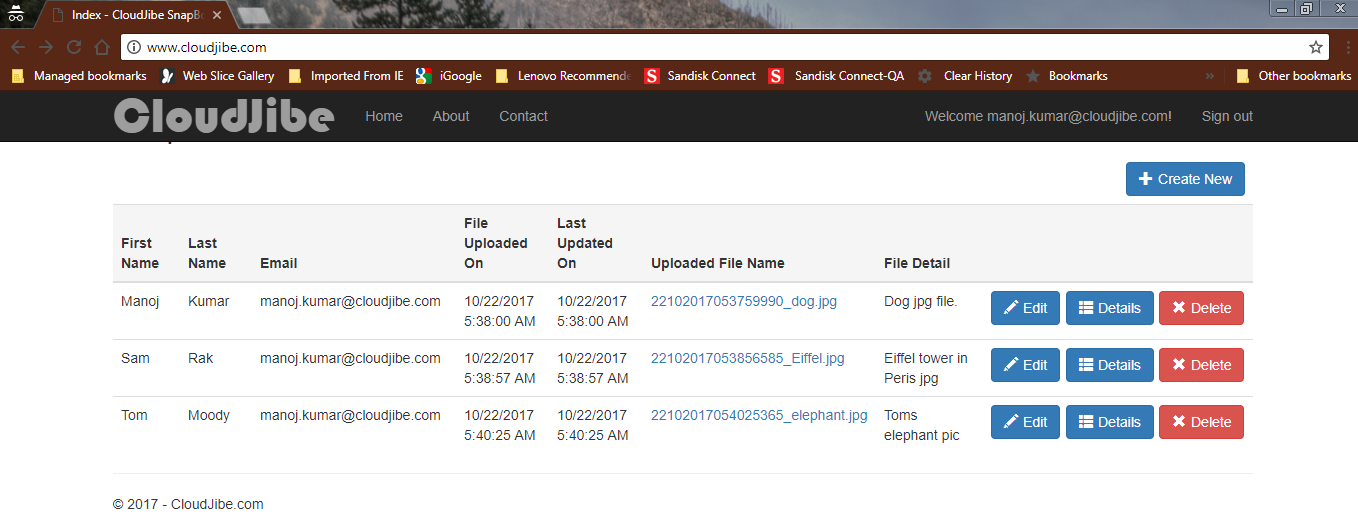 Index - CloudJibe SnapB
www.cloudjibe.com
Managed bookmarks Web Slice Gallery Imported From IE iGoogle Lenovo Recommende Sandisk Connect Sandisk Connect-QA Clear History Bookmarks » Other bookmarks
CloudJibe Home About Contact Welcome manoj.kumar@cloudjibe.com! Sign out
Create New
File Last
Uploaded Updated
First Last
Name Name Email On On Uploaded File Name File Detail
Manoj Kumar manoj.kumar@cloudjibe.com 10/22/2017 10/22/2017 22102017053759990_dog.jpg Dog jpg file. Edit Details Delete
5:38:00 AM 5:38:00 AM
Sam Rak manoj.kumar@cloudjibe.com 10/22/2017 10/22/2017 22102017053856585_Eiffel.jpg Eiffel tower in Edit Details Delete
5:38:57 AM 5:38:57 AM Peris jpg
Tom Moody manoj.kumar@cloudjibe.com 10/22/2017 10/22/2017 22102017054025365_elephant.jpg Toms Edit Details Delete
5:40:25 AM 5:40:25 AM elephant pic
© 2017 - CloudJibe.com